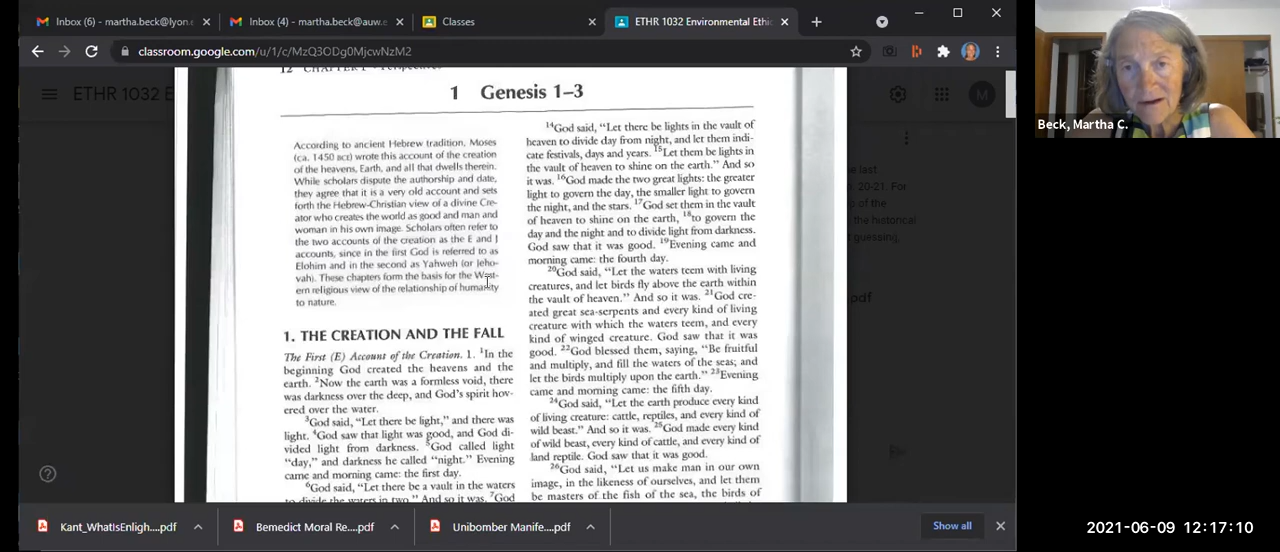 Inbox (6) - martha.beck@lyon.e
Inbox (4) - martha.beck@auw.e
Classes
ETHR 1032 Environmental Ethic
classroom.google.com/u/1/c/MzQ3ODg0MjcwNzM2
ETHR 1032 E
M
12 CHAPTER
1 Genesis 1–3
According to ancient Hebrew tradition, Moses
(ca. 1450 BCE) wrote this account of the creation
of the heavens, Earth, and all that dwells therein.
While scholars dispute the authorship and date,
they agree that it is a very old account and sets
forth the Hebrew-Christian view of a divine Cre-
ator who creates the world as good and man and
woman in his own image. Scholars often refer to
the two accounts of the creation as the E and J
accounts, since in the first God is referred to as
Elohim and in the second as Yahweh (or Jeho-
vah). These chapters form the basis for the West-
ern religious view of the relationship of humanity
to nature.
1. THE CREATION AND THE FALL
The First (E) Account of the Creation. 1. 1In the
beginning God created the heavens and the
earth. 2Now the earth was a formless void, there
was darkness over the deep, and God's spirit hov-
ered over the water.
3God said, “Let there be light,” and there was
light. 4God saw that light was good, and God di-
vided light from darkness. 5God called light
“day,” and darkness he called “night.” Evening
came and morning came: the first day.
6God said, “Let there be a vault in the waters
to divide the waters in two.” And so it was. 7God
14God said, “Let there be lights in the vault of
heaven to divide day from night, and let them indi-
cate festivals, days and years. 15Let them be lights in
the vault of heaven to shine on the earth.” And so
it was. 16God made the two great lights: the greater
light to govern the day, the smaller light to govern
the night, and the stars. 17God set them in the vault
of heaven to shine on the earth, 18to govern the
day and the night and to divide light from darkness.
God saw that it was good. 19Evening came and
morning came: the fourth day.
20God said, “Let the waters teem with living
creatures, and let birds fly above the earth within
the vault of heaven.” And so it was. 21God cre-
ated great sea-serpents and every kind of living
creature with which the waters teem, and every
kind of winged creature. God saw that it was
good. 22God blessed them, saying, “Be fruitful
and multiply, and fill the waters of the seas; and
let the birds multiply upon the earth.” 23Evening
came and morning came: the fifth day.
24God said, “Let the earth produce every kind
of living creature: cattle, reptiles, and every kind of
wild beast.” And so it was. 25God made every kind
of wild beast, every kind of cattle, and every kind of
land reptile. God saw that it was good.
26God said, “Let us make man in our own
image, in the likeness of ourselves, and let them
be masters of the fish of the sea, the birds of
e last
. 20-21. For
ip of the
the historical
guessing,
pdf
Beck, Martha C.
Kant_WhatIsEnligh....pdf
Bemedict Moral Re....pdf
Unibomber Manife....pdf
Show all
2021-06-09 12:17:10